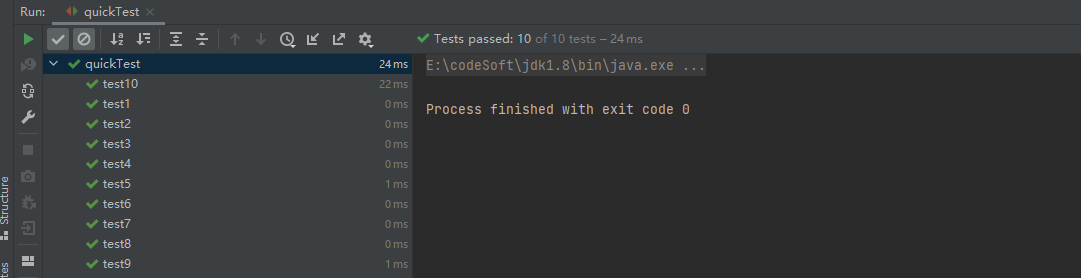 Run: quickTest
Tests passed: 10 of 10 tests – 24 ms
quickTest 24 ms
test10 22 ms
test1 0 ms
test2 0 ms
test3 0 ms
test4 0 ms
test5 1 ms
test6 0 ms
test7 0 ms
test8 0 ms
test9 1 ms
E:\codeSoft\jdk1.8\bin\java.exe ...
Process finished with exit code 0
Structure